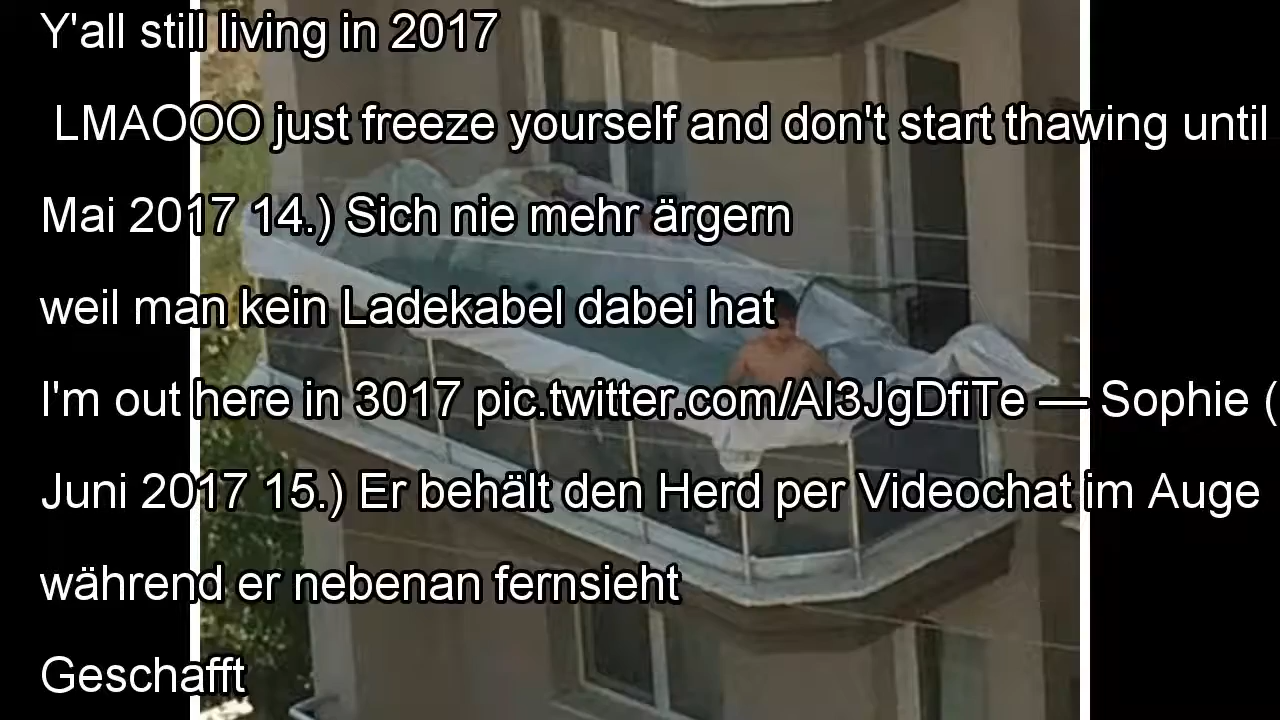 Y'all still living in 2017
LMAOOO just freeze yourself and don't start thawing until
Mai 2017 14.) Sich nie mehr ärgern
weil man kein Ladekabel dabei hat
I'm out here in 3017 pic.twitter.com/AI3JgDfiTe — Sophie (
Juni 2017 15.) Er behält den Herd per Videochat im Auge
während er nebenan fernsieht
Geschafft